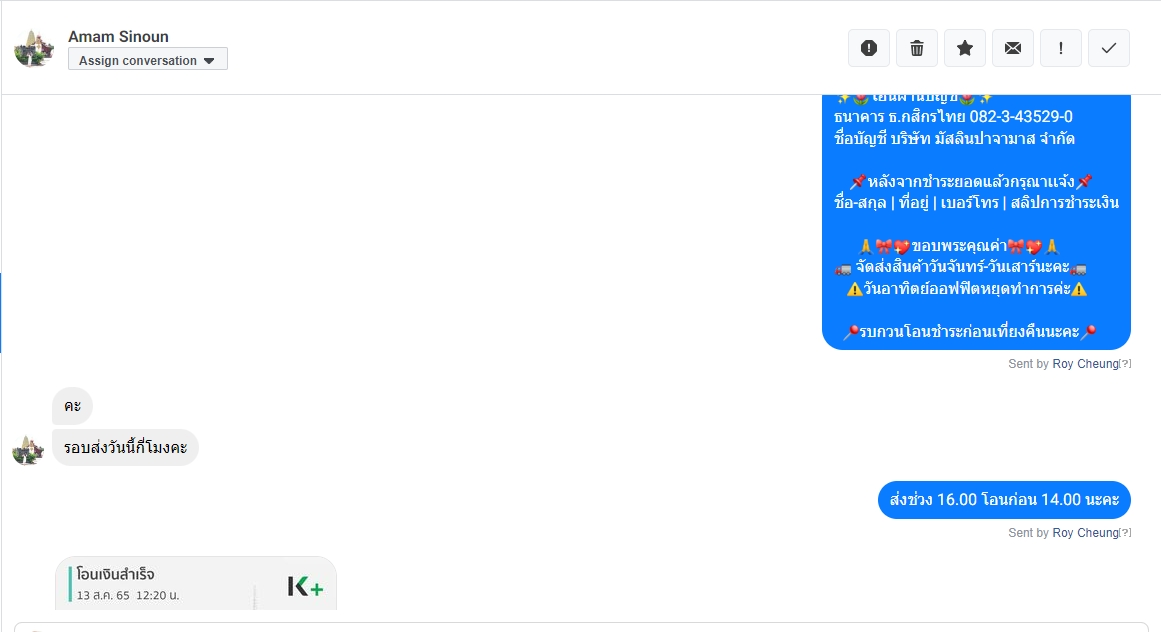 Amam Sinoun
Assign conversation
โอนผ่านบัญชี
ธนาคาร ธ.กสิกรไทย 082-3-43529-0
ชื่อบัญชี บริษัท มัสลินปาจามาส จำกัด
📌หลังจากชำระยอดแล้วกรุณาแจ้ง📌
ชื่อ-สกุล | ที่อยู่ | เบอร์โทร | สลิปการชำระเงิน
🙏🎀💖ขอบพระคุณค่า🎀💖🙏
🚛 จัดส่งสินค้าวันจันทร์-วันเสาร์นะคะ🚛
⚠️วันอาทิตย์ออฟฟิตหยุดทำการค่ะ⚠️
📍รบกวนโอนชำระก่อนเที่ยงคืนนะคะ📍
Sent by Roy Cheung[?]
คะ
รอบส่งวันนี้กี่โมงคะ
ส่งช่วง 16.00 โอนก่อน 14.00 นะคะ
Sent by Roy Cheung[?]
โอนเงินสำเร็จ
K+
13 ส.ค. 65 12:20 น.